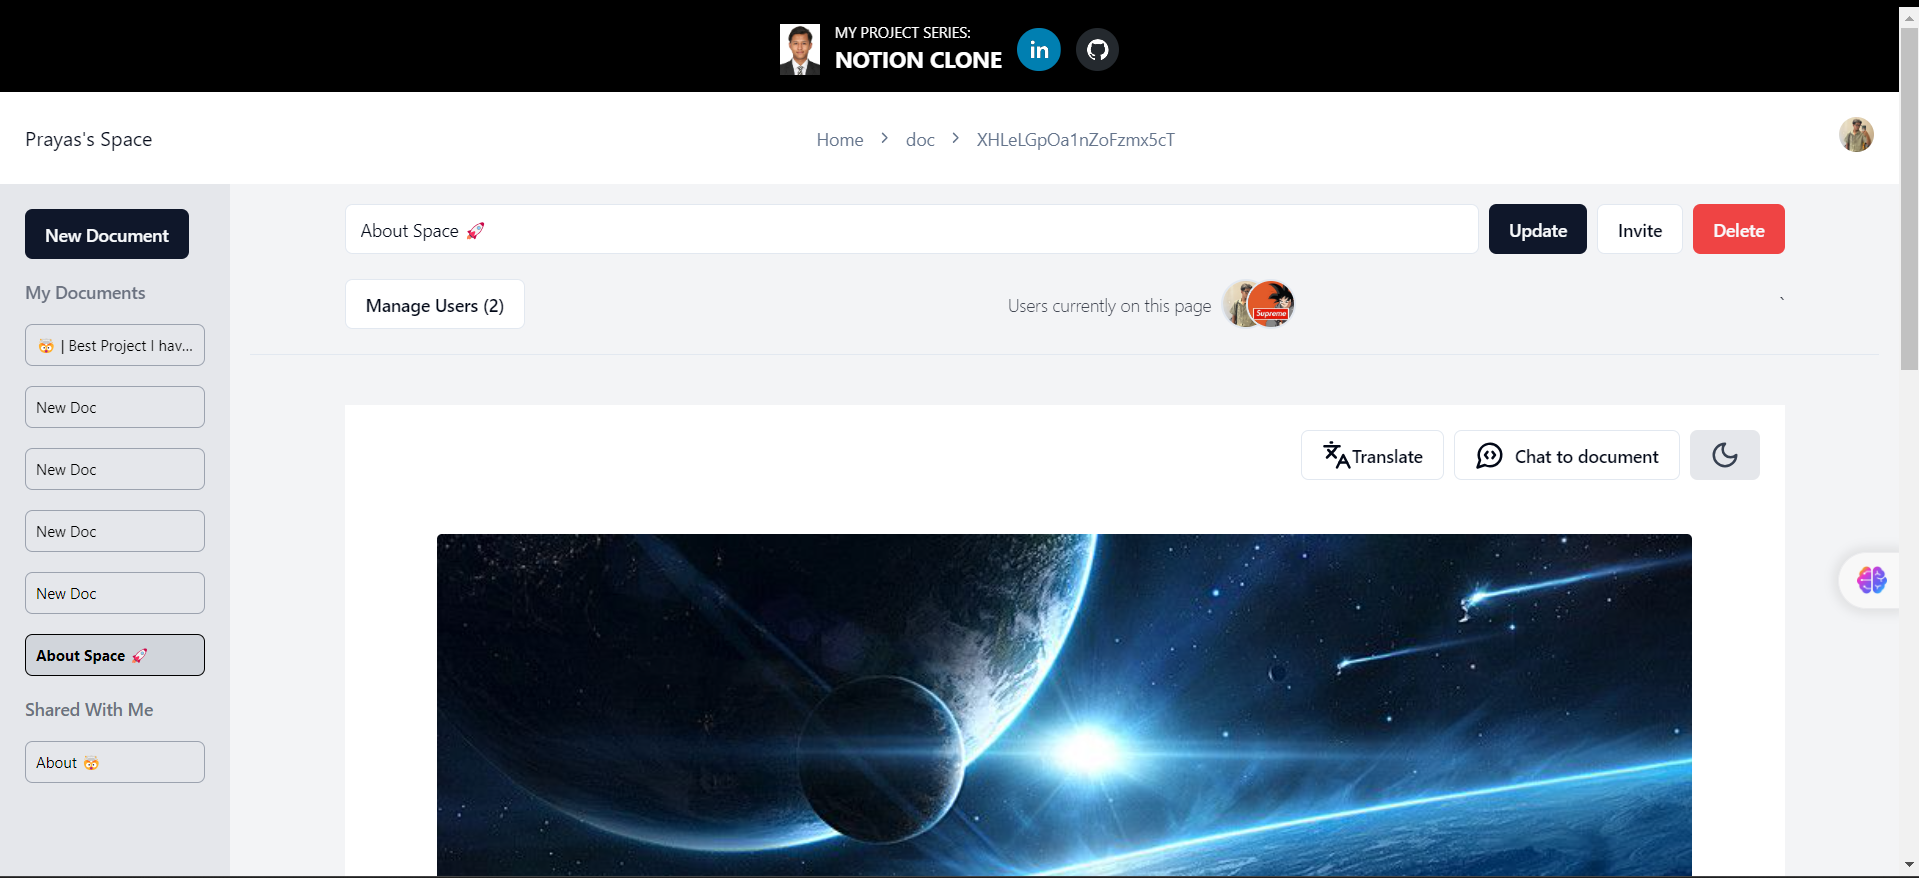 MY PROJECT SERIES:
NOTION CLONE
in
Prayas's Space
Home > doc > XHLeLGpOa1nZoFzmx5cT
New Document
About Space 🚀
Update
Invite
Delete
My Documents
Manage Users (2)
Users currently on this page
Supreme
`
🤯 | Best Project I hav...
New Doc
New Doc
New Doc
New Doc
About Space 🚀
Shared With Me
About 🤯
Translate
Chat to document